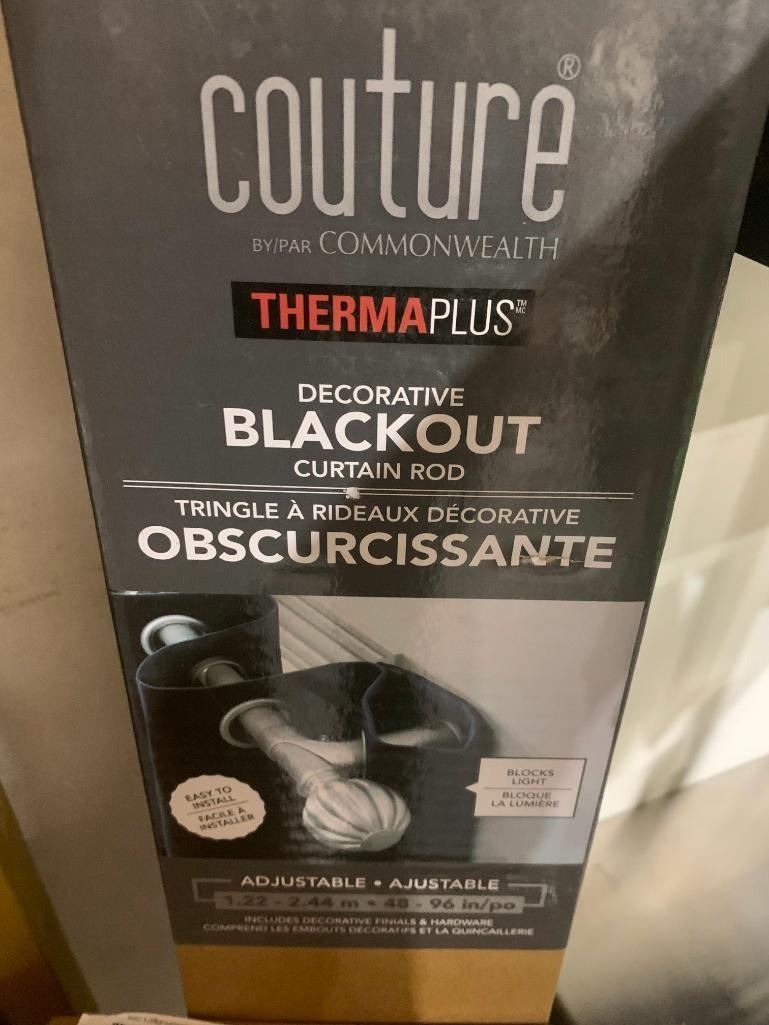 couture®
BY/PAR COMMONWEALTH
THERMAPLUS™ MC
DECORATIVE
BLACKOUT
CURTAIN ROD
TRINGLE À RIDEAUX DÉCORATIVE
OBSCURCISSANTE
EASY TO
INSTALL
FACILE À
INSTALLER
BLOCKS
LIGHT
BLOQUE
LA LUMIÈRE
ADJUSTABLE • AJUSTABLE
1.22 - 2.44 m • 48 - 96 in/po
INCLUDES DECORATIVE FINIALS & HARDWARE
COMPREND LES EMBOUTS DÉCORATIFS ET LA QUINCAILLERIE